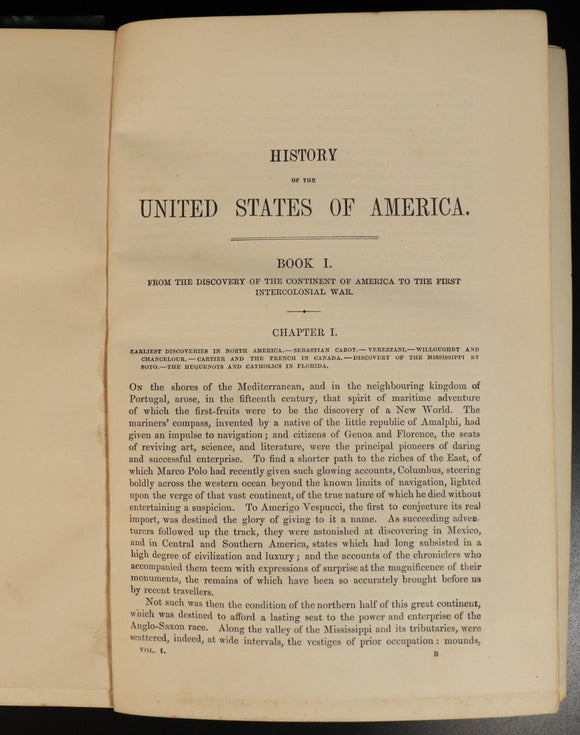 HISTORY
OF THE
UNITED STATES OF AMERICA.
BOOK I.
FROM THE DISCOVERY OF THE CONTINENT OF AMERICA TO THE FIRST
INTERCOLONIAL WAR.
CHAPTER I.
EARLIEST DISCOVERIES IN NORTH AMERICA.—SEBASTIAN CABOT.—VEREZZANI.—WILLOUGHBY AND
CHANCELOUR.—CARTIER AND THE FRENCH IN CANADA.—DISCOVERY OF THE MISSISSIPPI BY
SOTO.—THE HUGUENOTS AND CATHOLICS IN FLORIDA.
ON the shores of the Mediterranean, and in the neighbouring kingdom of
Portugal, arose, in the fifteenth century, that spirit of maritime adventure
of which the first-fruits were to be the discovery of a New World. The
mariners' compass, invented by a native of the little republic of Amalphi, had
given an impulse to navigation; and citizens of Genoa and Florence, the seats
of reviving art, science, and literature, were the principal pioneers of daring
and successful enterprise. To find a shorter path to the riches of the East, of
which Marco Polo had recently given such glowing accounts, Columbus, steering
boldly across the western ocean beyond the known limits of navigation, lighted
upon the verge of that vast continent, of the true nature of which he died without
entertaining a suspicion. To Amerigo Vespucci, the first to conjecture its real
import, was destined the glory of giving to it a name. As succeeding adven-
turers followed up the track, they were astonished at discovering in Mexico,
and in Central and Southern America, states which had long subsisted in a
high degree of civilization and luxury; and the accounts of the chroniclers who
accompanied them teem with expressions of surprise at the magnificence of their
monuments, the remains of which have been so accurately brought before us
by recent travellers.
Not such was then the condition of the northern half of this great continent,
which was destined to afford a lasting seat to the power and enterprise of the
Anglo-Saxon race. Along the valley of the Mississippi and its tributaries, were
scattered, indeed, at wide intervals, the vestiges of prior occupation: mounds,
VOL. I. B